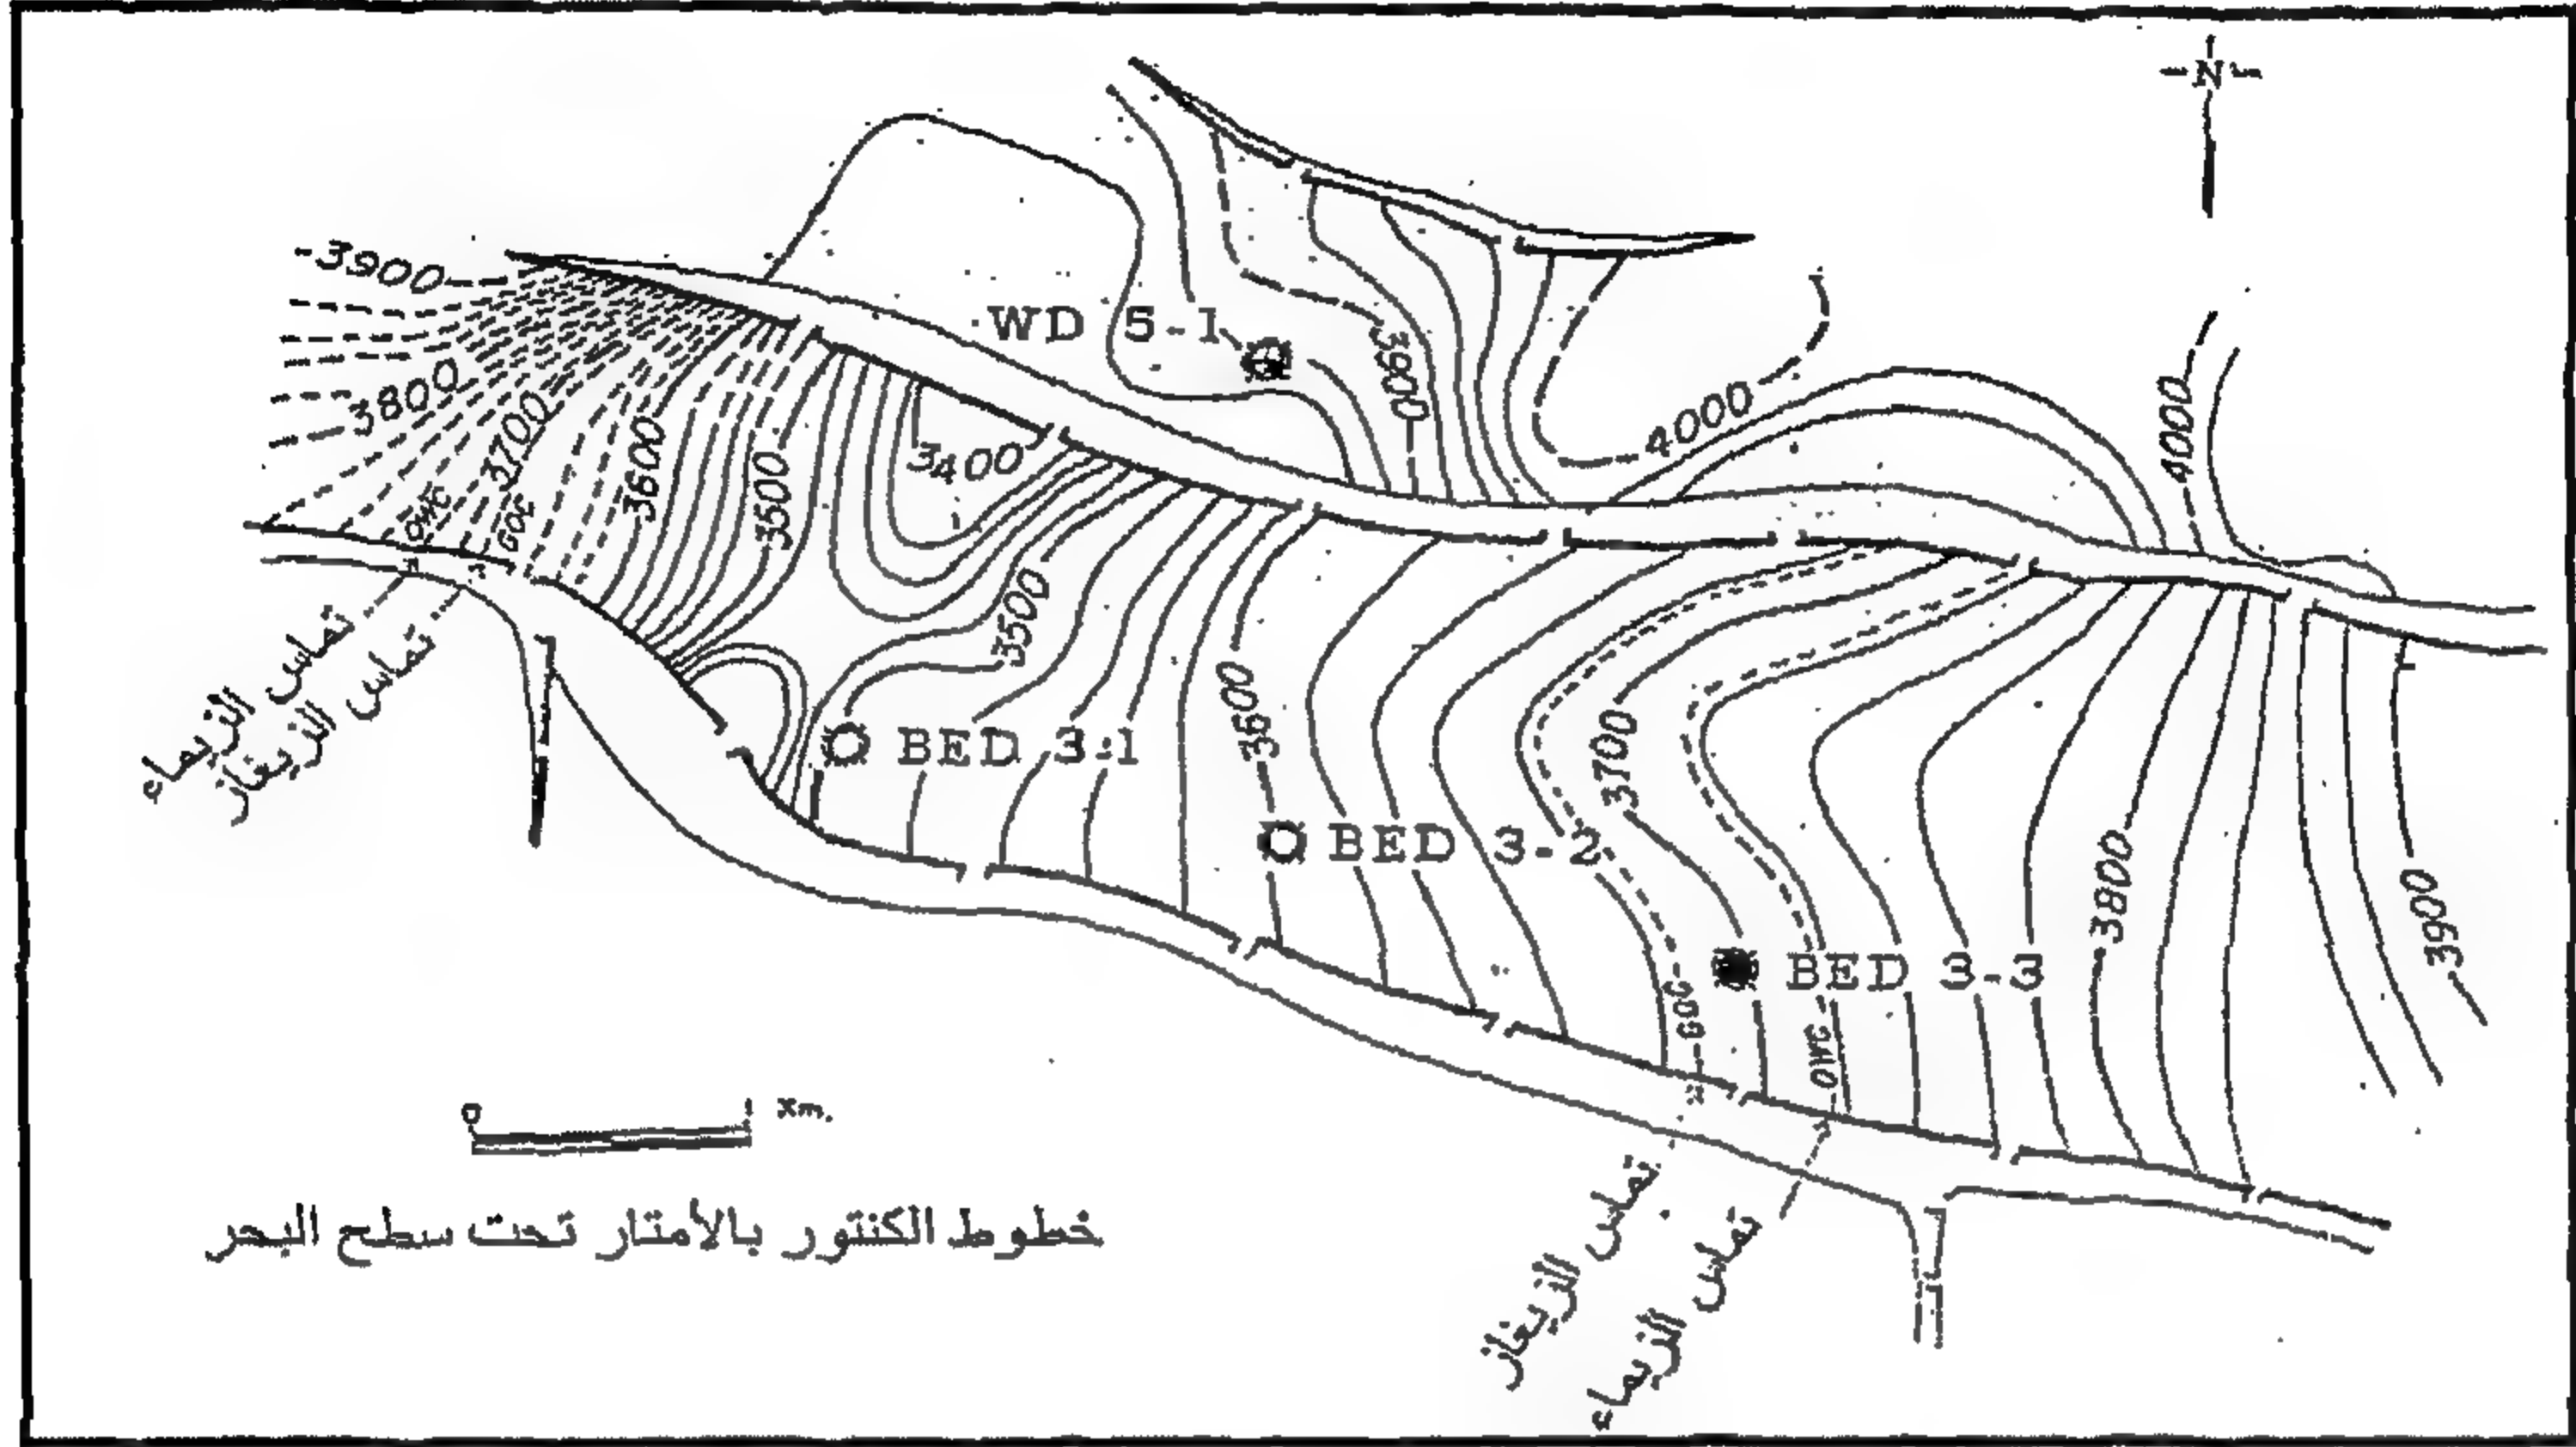 N
-3900
WD 5-1
3900
3800
3700
3600
3500
3400
4000
4000
OWC
GOC
3500
3600
3700
BED 3-1
BED 3-2
BED 3-3
3800
3900
GOC
OWC
تماس الزيماء
تماس الزيغاز
0 1 Km.
تماس الزيغاز
تماس الزيماء
خطوط الكنتور بالأمتار تحت سطح البحر